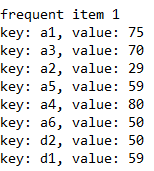 frequent item 1
key: a1, value: 75
key: a3, value: 70
key: a2, value: 29
key: a5, value: 59
key: a4, value: 80
key: a6, value: 50
key: d2, value: 50
key: d1, value: 59